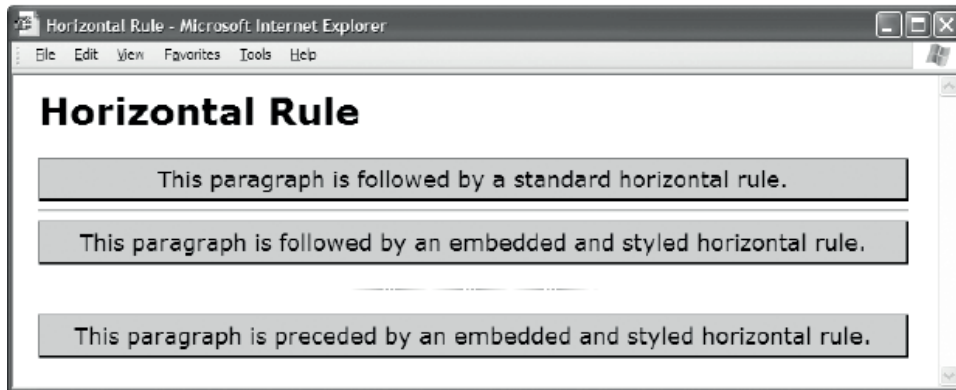 Horizontal Rule - Microsoft Internet Explorer
File Edit View Favorites Tools Help
Horizontal Rule
This paragraph is followed by a standard horizontal rule.
This paragraph is followed by an embedded and styled horizontal rule.
This paragraph is preceded by an embedded and styled horizontal rule.